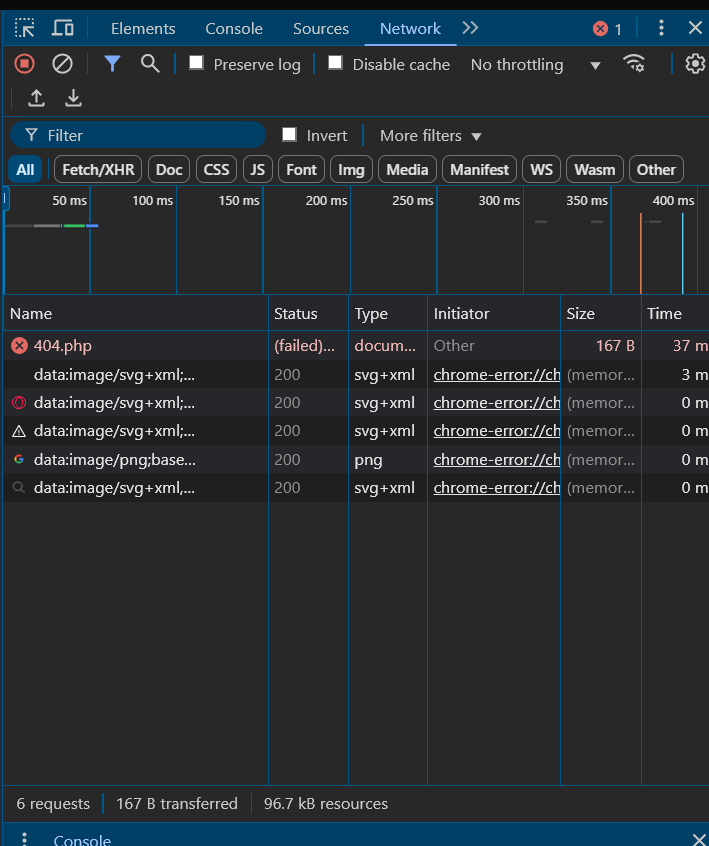 Elements Console Sources Network 1
Preserve log Disable cache No throttling
Filter Invert More filters
All Fetch/XHR Doc CSS JS Font Img Media Manifest WS Wasm Other
50 ms 100 ms 150 ms 200 ms 250 ms 300 ms 350 ms 400 ms
Name Status Type Initiator Size Time
404.php (failed)... docum... Other 167 B 37 m
data:image/svg+xml;... 200 svg+xml chrome-error://ch (memor... 3 m
data:image/svg+xml;... 200 svg+xml chrome-error://ch (memor... 0 m
data:image/svg+xml;... 200 svg+xml chrome-error://ch (memor... 0 m
data:image/png;base... 200 png chrome-error://ch (memor... 0 m
data:image/svg+xml,... 200 svg+xml chrome-error://ch (memor... 0 m
6 requests 167 B transferred 96.7 kB resources
Console